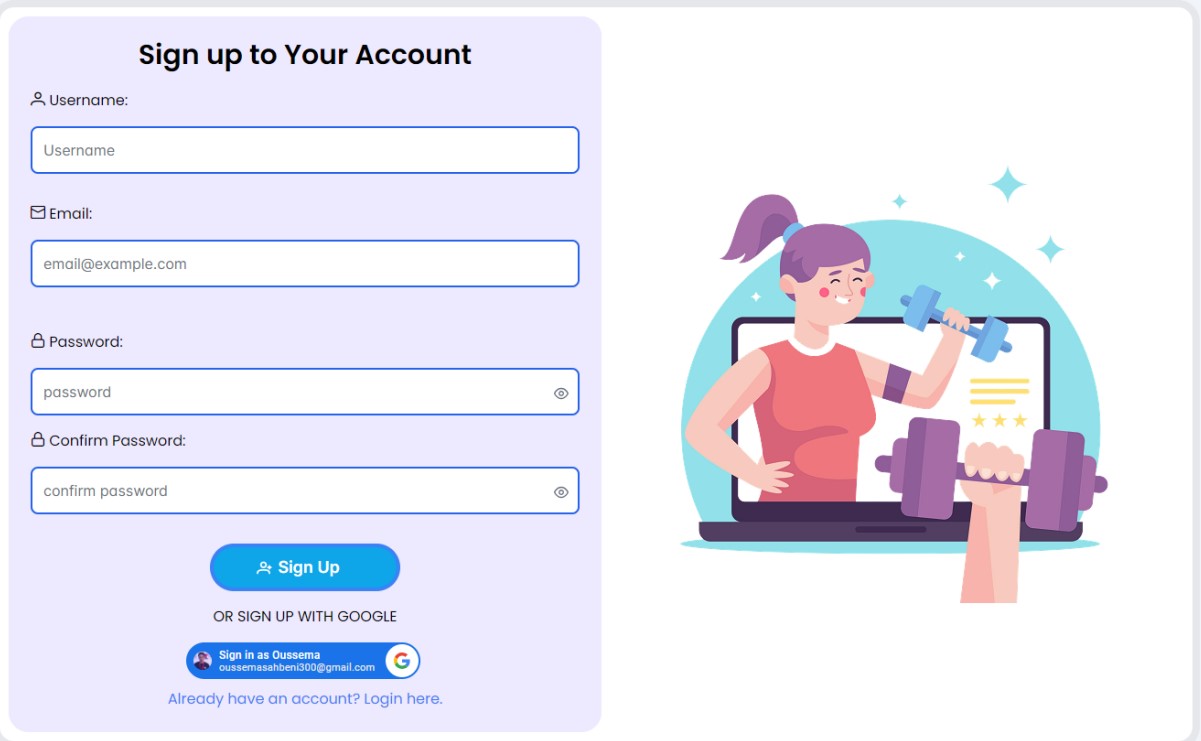 Sign up to Your Account
Username:
Username
Email:
email@example.com
Password:
password
Confirm Password:
confirm password
Sign Up
OR SIGN UP WITH GOOGLE
Sign in as Oussema
oussemasahbeni300@gmail.com
Already have an account? Login here.